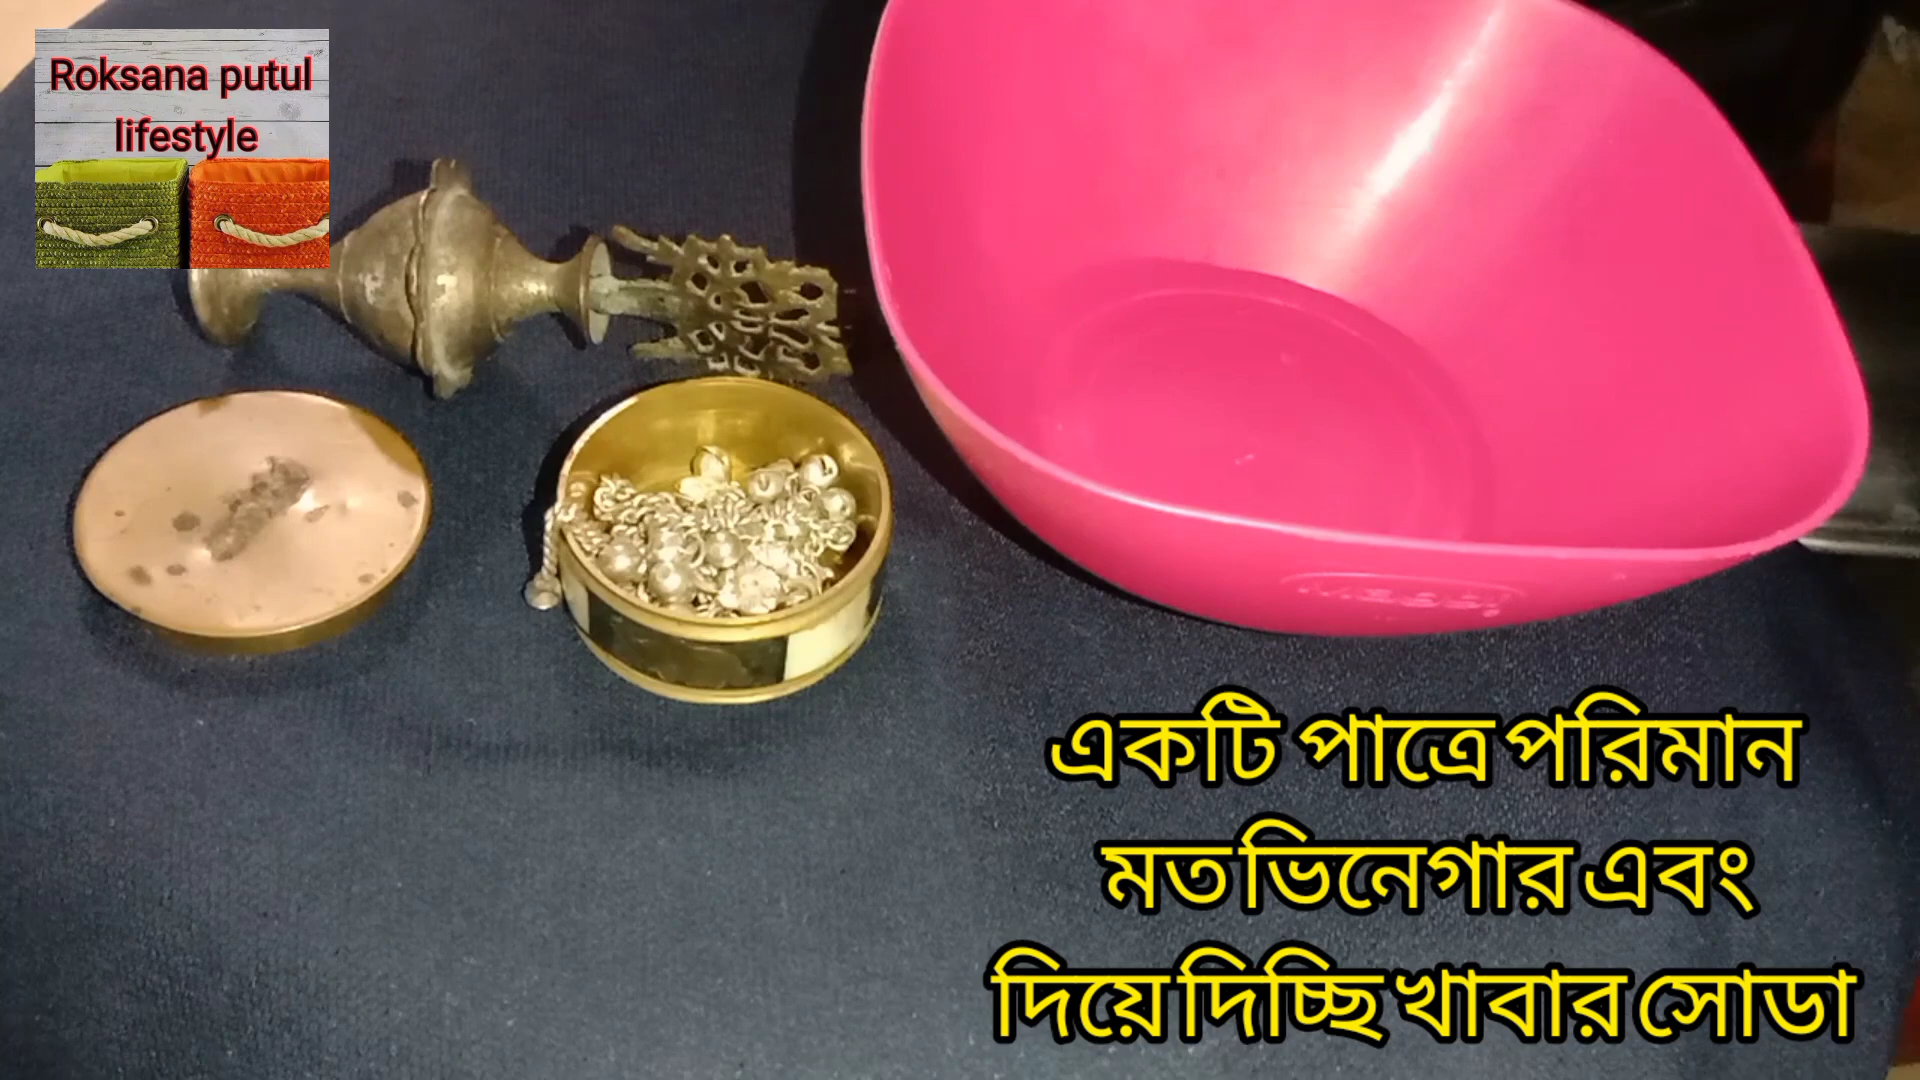 Roksana putul
lifestyle
একটি পাত্রে পরিমান
মত ভিনেগার এবং
দিয়ে দিচ্ছি খাবার সোডা